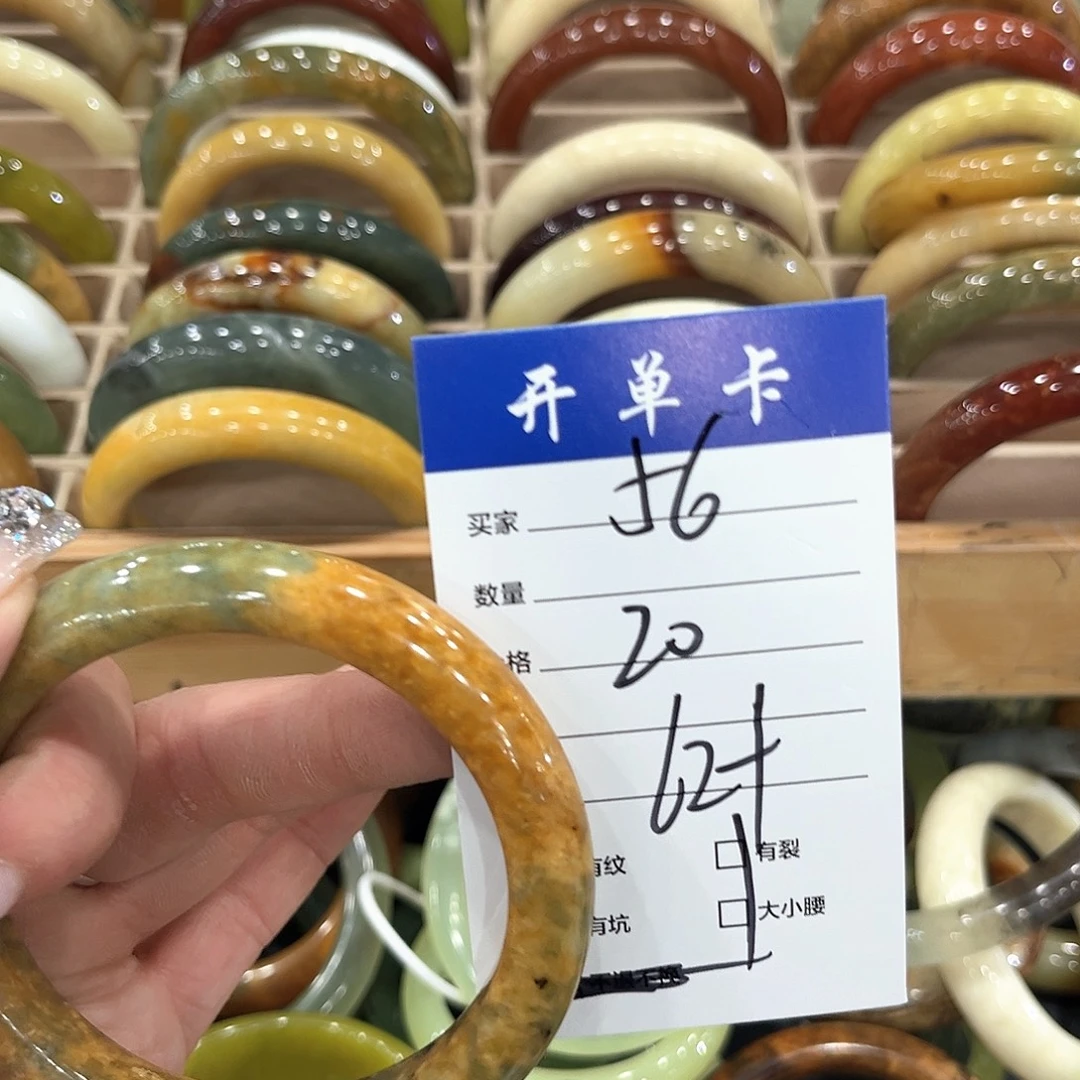 开单卡
买家 56
数量
格 20
62+
有纹 有裂
有坑 大小腰